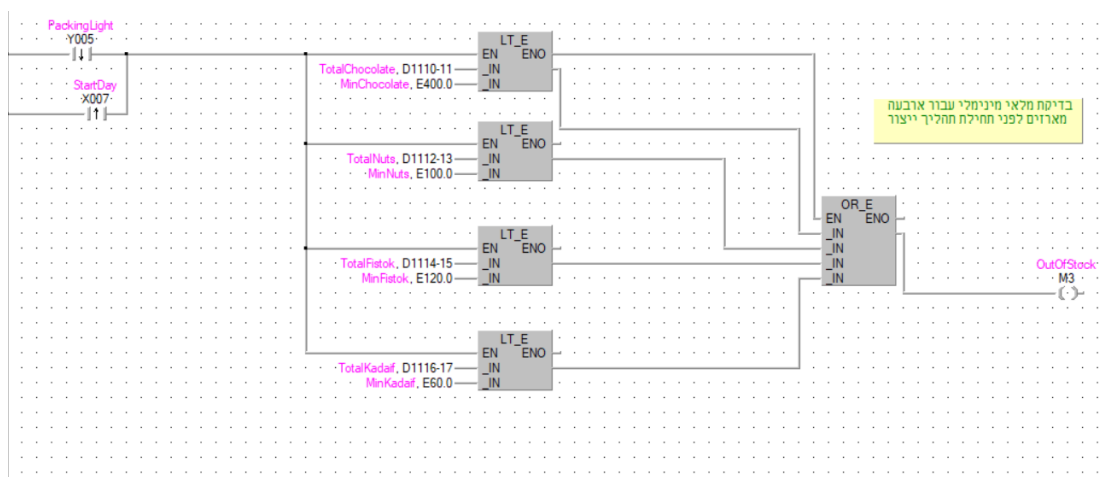 PackingLight
Y005
StartDay
X007
LT_E
EN ENO
TotalChocolate, D1110-11 _IN
MinChocolate, E400.0 _IN
LT_E
EN ENO
TotalNuts, D1112-13 _IN
MinNuts, E100.0 _IN
LT_E
EN ENO
TotalFistok, D1114-15 _IN
MinFistok, E120.0 _IN
LT_E
EN ENO
TotalKadaif, D1116-17 _IN
MinKadaif, E60.0 _IN
בדיקת מלאי מינימלי עבור ארבעה
מארזים לפני תחילת תהליך ייצור
OR_E
EN ENO
_IN
_IN
_IN
_IN
OutOfStock
M3